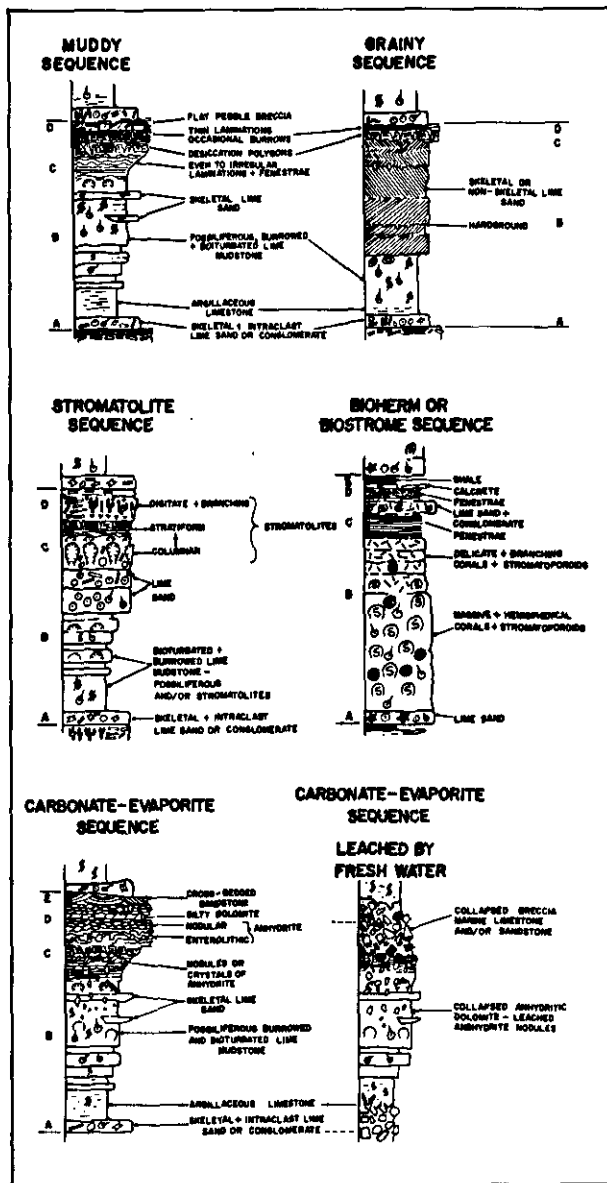 MUDDY
SEQUENCE
GRAINY
SEQUENCE
FLAT PEBBLE BRECCIA
THIN LAMINATIONS
OCCASIONAL BURROWS
DESICCATION POLYGONS
EVEN TO IRREGULAR
LAMINATIONS + FENESTRAE
SKELETAL LIME
SAND
FOSSILIFEROUS, BURROWED
+ BIOTURBATED LIME
MUDSTONE
ARGILLACEOUS
LIMESTONE
SKELETAL + INTRACLAST
LIME SAND OR CONGLOMERATE
D
C
B
A
SKELETAL OR
NON-SKELETAL LIME
SAND
HARDGROUND
D
C
B
A
STROMATOLITE
SEQUENCE
D
C
B
A
DIGITATE + BRANCHING
STRATIFORM
COLUMNAR
STROMATOLITES
LIME
SAND
BIOTURBATED +
BURROWED LIME
MUDSTONE -
FOSSILIFEROUS
AND/OR STROMATOLITES
SKELETAL + INTRACLAST
LIME SAND OR CONGLOMERATE
BIOHERM OR
BIOSTROME SEQUENCE
D
C
B
A
SHALE
CALCRETE
FENESTRAE
LIME SAND +
CONGLOMERATE
FENESTRAE
DELICATE + BRANCHING
CORALS + STROMATOPOROIDS
MASSIVE + HEMISPHERICAL
CORALS + STROMATOPOROIDS
LIME SAND
CARBONATE-EVAPORITE
SEQUENCE
E
D
C
B
A
CROSS-BEDDED
SANDSTONE
SILTY DOLOMITE
NODULAR
ENTEROLITHIC
ANHYDRITE
NODULES OR
CRYSTALS OF
ANHYDRITE
SKELETAL LIME
SAND
FOSSILIFEROUS BURROWED
AND BIOTURBATED LIME
MUDSTONE
ARGILLACEOUS LIMESTONE
SKELETAL + INTRACLAST LIME
SAND OR CONGLOMERATE
CARBONATE-EVAPORITE
SEQUENCE
LEACHED BY
FRESH WATER
COLLAPSED BRECCIA
MARINE LIMESTONE
AND/OR SANDSTONE
COLLAPSED ANHYDRITIC
DOLOMITE - LEACHED
ANHYDRITE NODULES